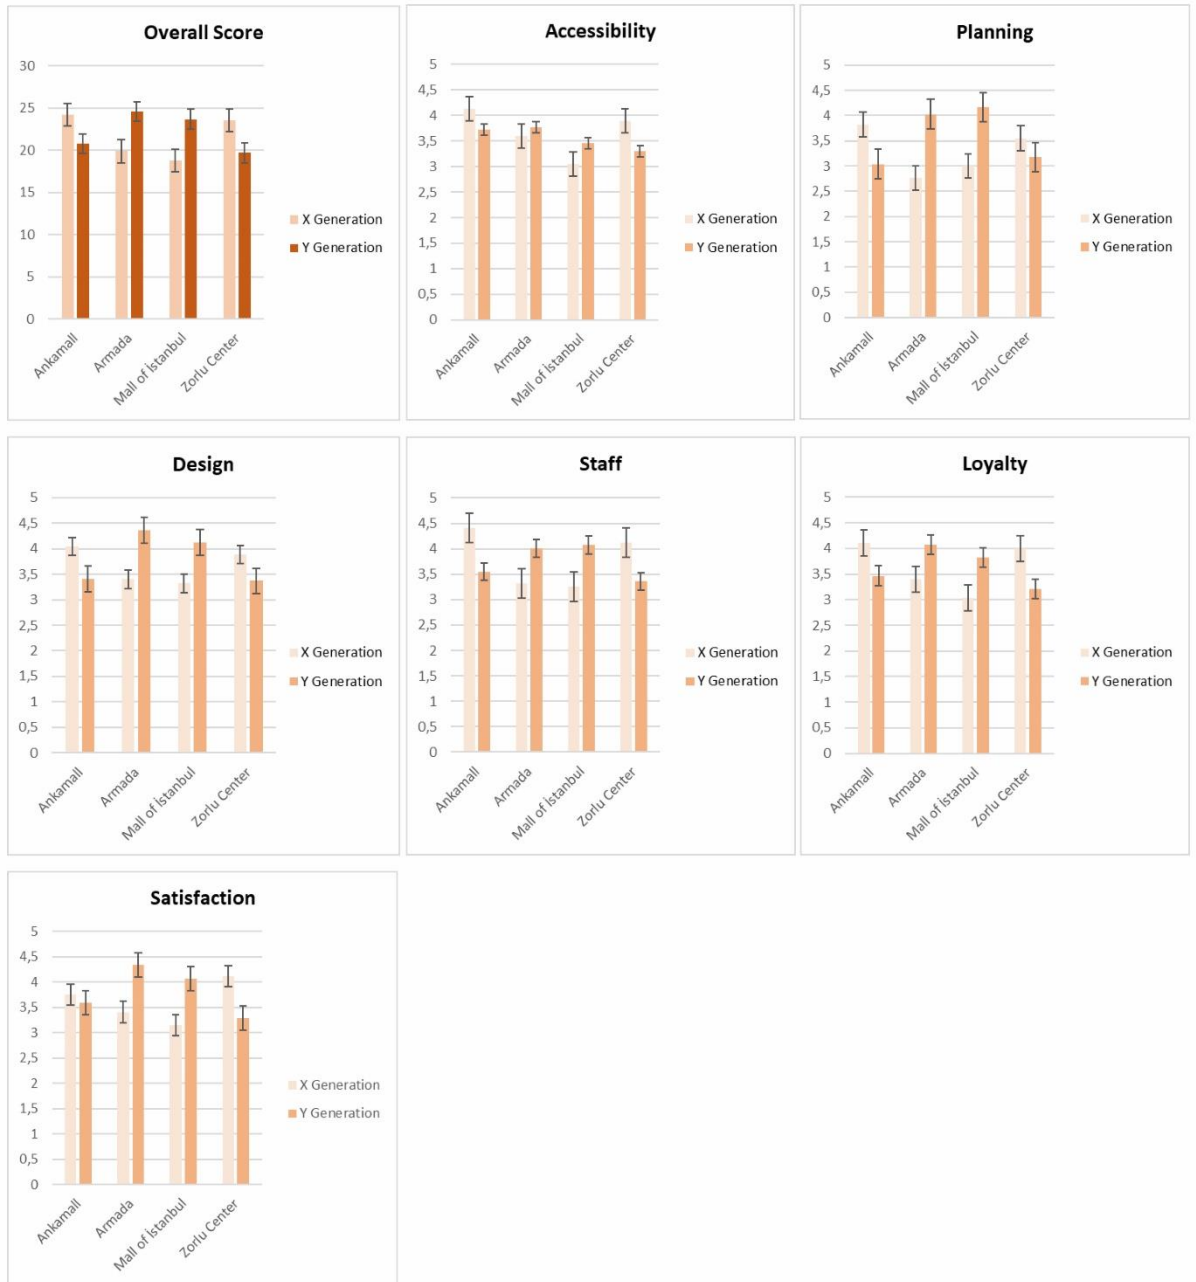 Overall Score
30
25
20
15
10
5
0
Ankamall
Armada
Mall of İstanbul
Zorlu Center
X Generation
Y Generation
Accessibility
5
4,5
4
3,5
3
2,5
2
1,5
1
0,5
0
Ankamall
Armada
Mall of İstanbul
Zorlu Center
X Generation
Y Generation
Planning
5
4,5
4
3,5
3
2,5
2
1,5
1
0,5
0
Ankamall
Armada
Mall of İstanbul
Zorlu Center
X Generation
Y Generation
Design
5
4,5
4
3,5
3
2,5
2
1,5
1
0,5
0
Ankamall
Armada
Mall of İstanbul
Zorlu Center
X Generation
Y Generation
Staff
5
4,5
4
3,5
3
2,5
2
1,5
1
0,5
0
Ankamall
Armada
Mall of İstanbul
Zorlu Center
X Generation
Y Generation
Loyalty
5
4,5
4
3,5
3
2,5
2
1,5
1
0,5
0
Ankamall
Armada
Mall of İstanbul
Zorlu Center
X Generation
Y Generation
Satisfaction
5
4,5
4
3,5
3
2,5
2
1,5
1
0,5
0
Ankamall
Armada
Mall of İstanbul
Zorlu Center
X Generation
Y Generation